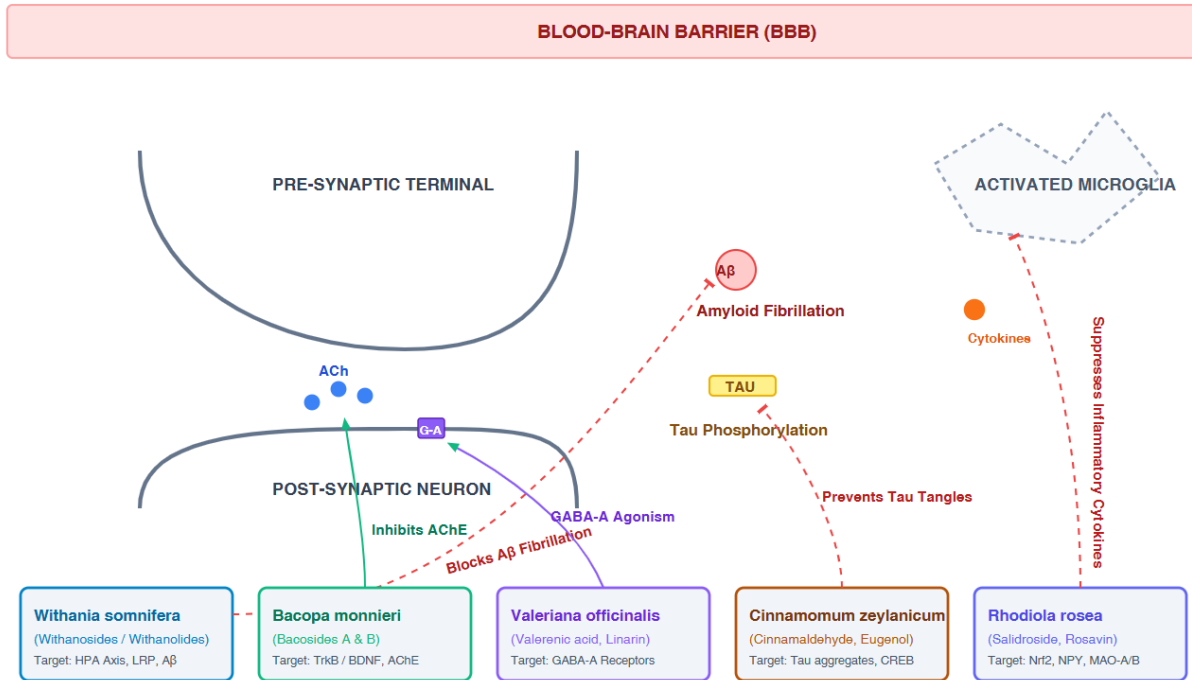 BLOOD-BRAIN BARRIER (BBB)
PRE-SYNAPTIC TERMINAL
ACTIVATED MICROGLIA
Aβ
Amyloid Fibrillation
Cytokines
Suppresses Inflammatory Cytokines
ACh
TAU
G-A
Tau Phosphorylation
POST-SYNAPTIC NEURON
Prevents Tau Tangles
GABA-A Agonism
Inhibits AChE
Blocks Aβ Fibrillation
Withania somnifera
(Withanosides / Withanolides)
Target: HPA Axis, LRP, Aβ
Bacopa monnieri
(Bacosides A & B)
Target: TrkB / BDNF, AChE
Valeriana officinalis
(Valerenic acid, Linarin)
Target: GABA-A Receptors
Cinnamomum zeylanicum
(Cinnamaldehyde, Eugenol)
Target: Tau aggregates, CREB
Rhodiola rosea
(Salidroside, Rosavin)
Target: Nrf2, NPY, MAO-A/B